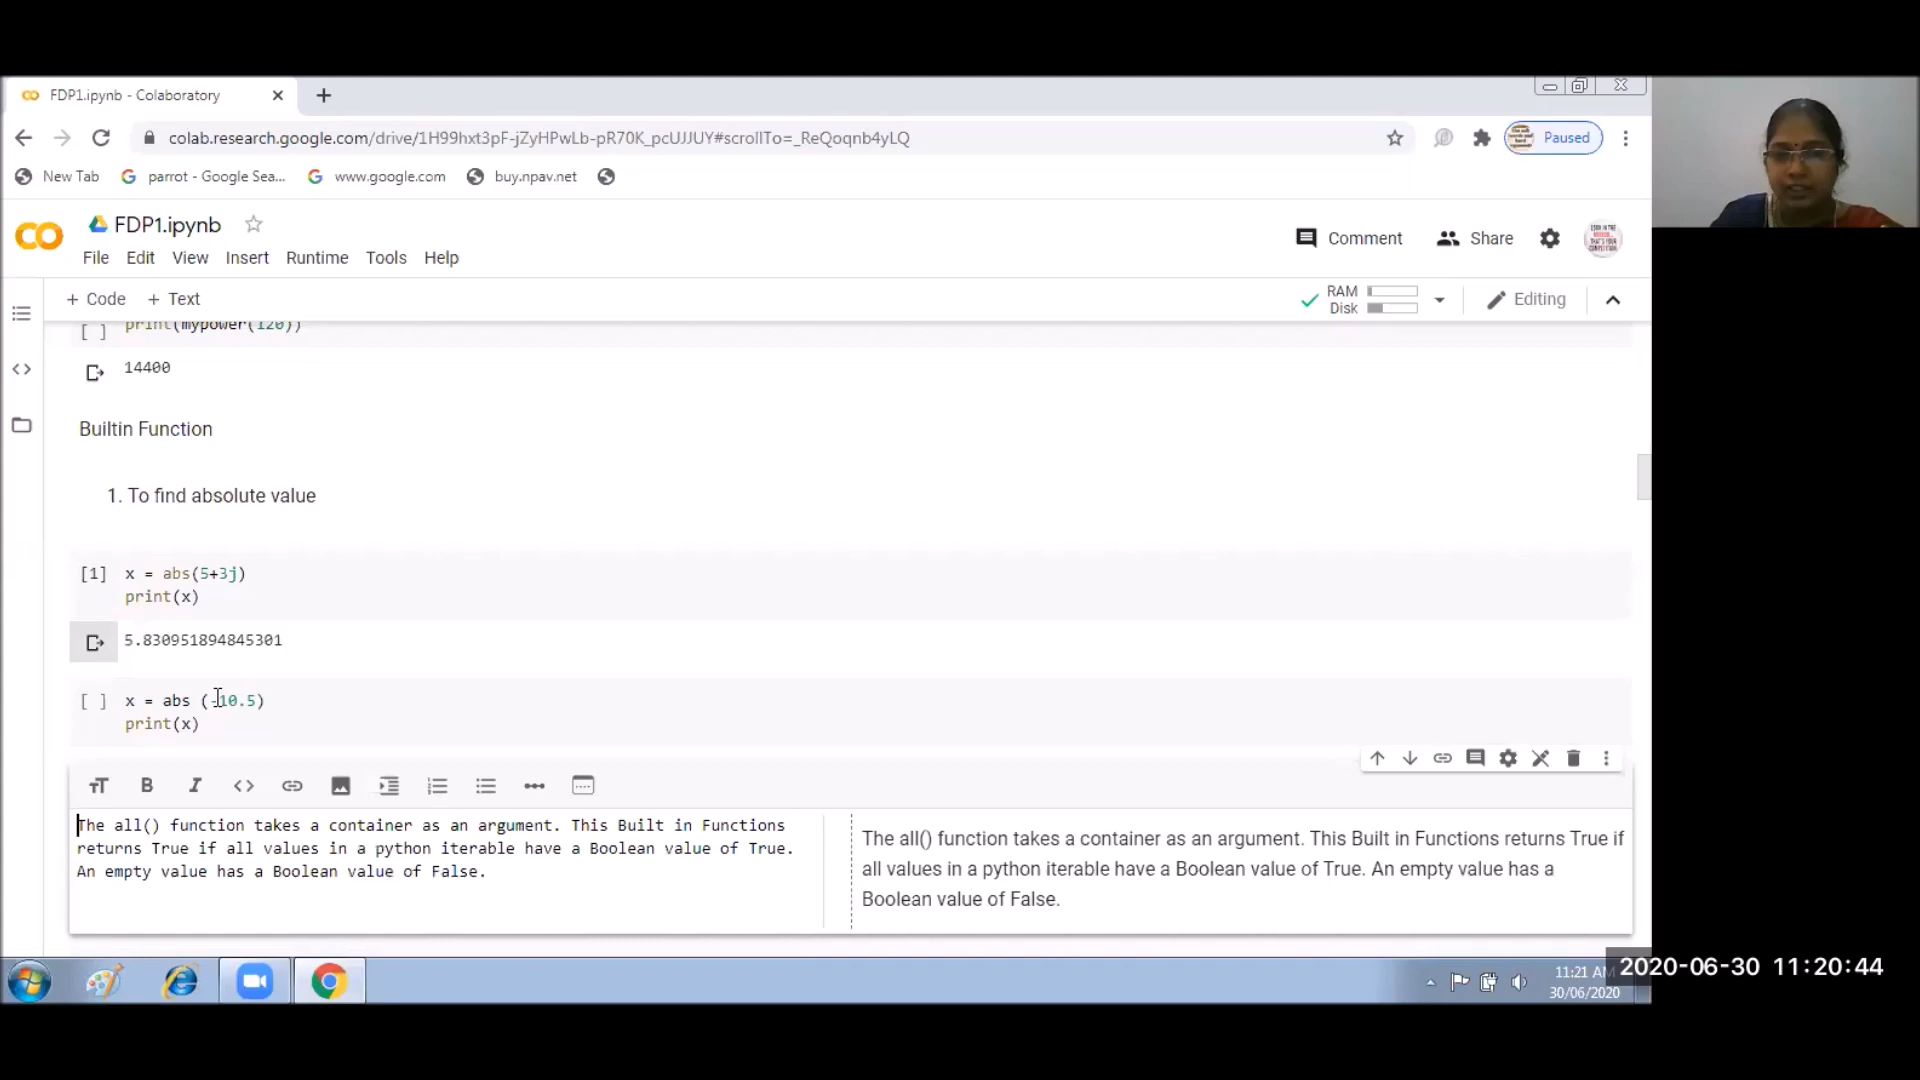 FDP1.ipynb - Colaboratory
colab.research.google.com/drive/1H99hxt3pF-jZyHPwLb-pR70K_pcUJJUY#scrollTo=_ReQoqnb4yLQ
Paused
New Tab
parrot - Google Sea...
www.google.com
buy.npav.net
FDP1.ipynb
Comment
Share
File Edit View Insert Runtime Tools Help
+ Code + Text
RAM
Disk
Editing
[ ] print(mypower(120))
14400
Builtin Function
1. To find absolute value
[1] x = abs(5+3j)
print(x)
5.830951894845301
[ ] x = abs (-10.5)
print(x)
The all() function takes a container as an argument. This Built in Functions
returns True if all values in a python iterable have a Boolean value of True.
An empty value has a Boolean value of False.
The all() function takes a container as an argument. This Built in Functions returns True if
all values in a python iterable have a Boolean value of True. An empty value has a
Boolean value of False.
11:21 AM
30/06/2020
2020-06-30 11:20:44